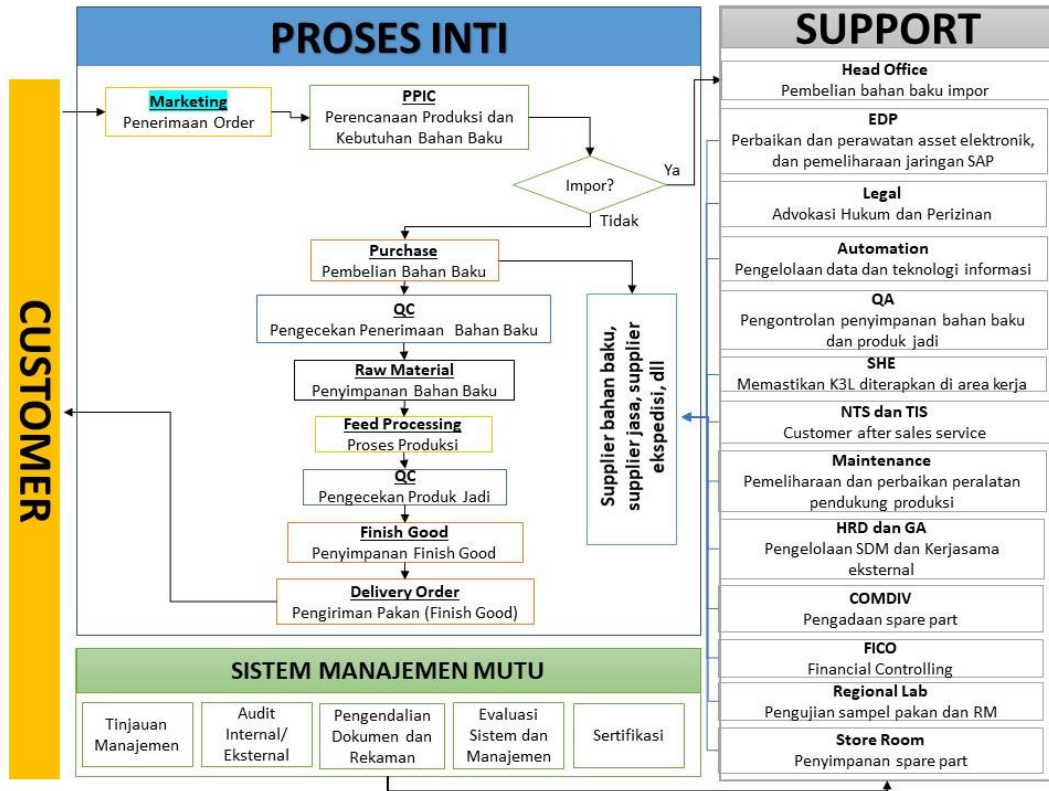 PROSES INTI
Marketing
Penerimaan Order
PPIC
Perencanaan Produksi dan
Kebutuhan Bahan Baku
Impor?
Ya
Tidak
Purchase
Pembelian Bahan Baku
QC
Pengecekan Penerimaan Bahan Baku
Raw Material
Penyimpanan Bahan Baku
Feed Processing
Proses Produksi
QC
Pengecekan Produk Jadi
Finish Good
Penyimpanan Finish Good
Delivery Order
Pengiriman Pakan (Finish Good)
Supplier bahan baku,
supplier jasa, supplier
ekspedisi, dll
CUSTOMER
SUPPORT
Head Office
Pembelian bahan baku impor
EDP
Perbaikan dan perawatan asset elektronik,
dan pemeliharaan jaringan SAP
Legal
Advokasi Hukum dan Perizinan
Automation
Pengelolaan data dan teknologi informasi
QA
Pengontrolan penyimpanan bahan baku
dan produk jadi
SHE
Memastikan K3L diterapkan di area kerja
NTS dan TIS
Customer after sales service
Maintenance
Pemeliharaan dan perbaikan peralatan
pendukung produksi
HRD dan GA
Pengelolaan SDM dan Kerjasama
eksternal
COMDIV
Pengadaan spare part
FICO
Financial Controlling
Regional Lab
Pengujian sampel pakan dan RM
Store Room
Penyimpanan spare part
SISTEM MANAJEMEN MUTU
Tinjauan
Manajemen
Audit
Internal/
Eksternal
Pengendalian
Dokumen dan
Rekaman
Evaluasi
Sistem dan
Manajemen
Sertifikasi